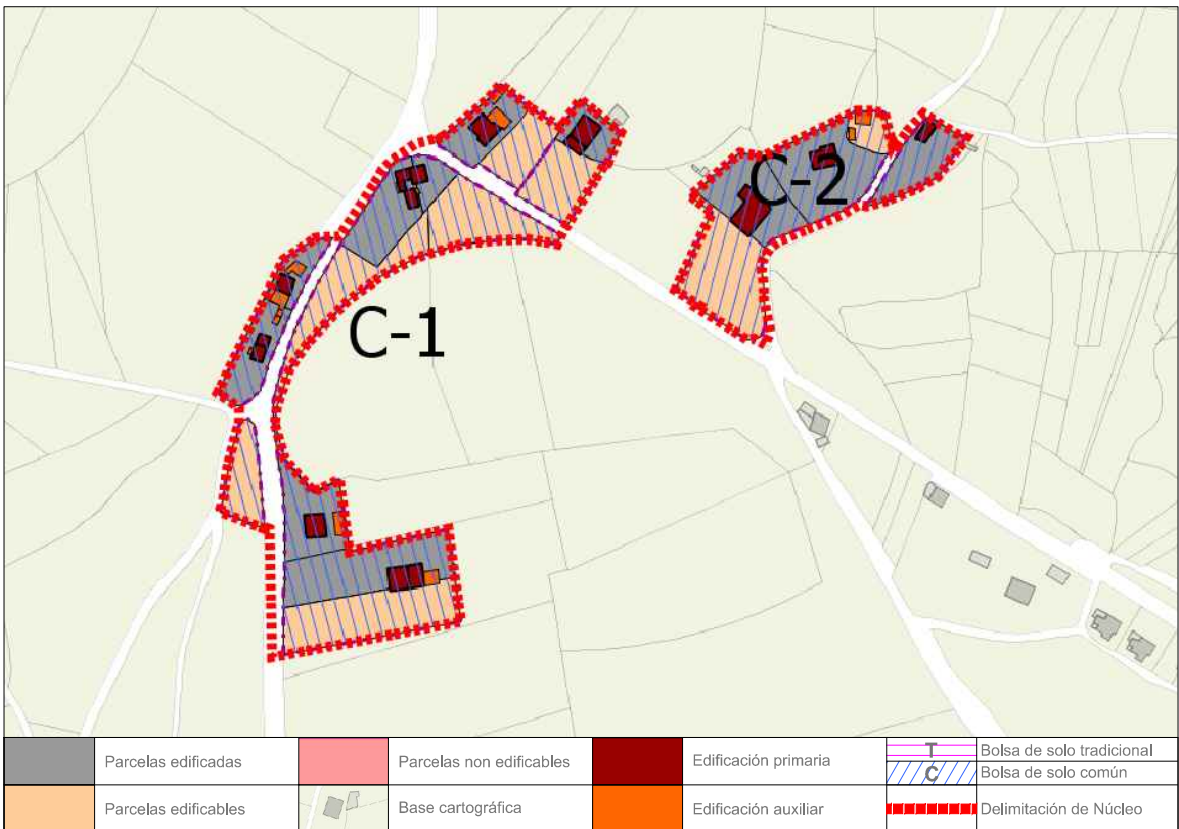 C-2
C-1
Parcelas edificadas
Parcelas non edificables
Edificación primaria
T
Bolsa de solo tradicional
C
Bolsa de solo común
Parcelas edificables
Base cartográfica
Edificación auxiliar
Delimitación de Núcleo